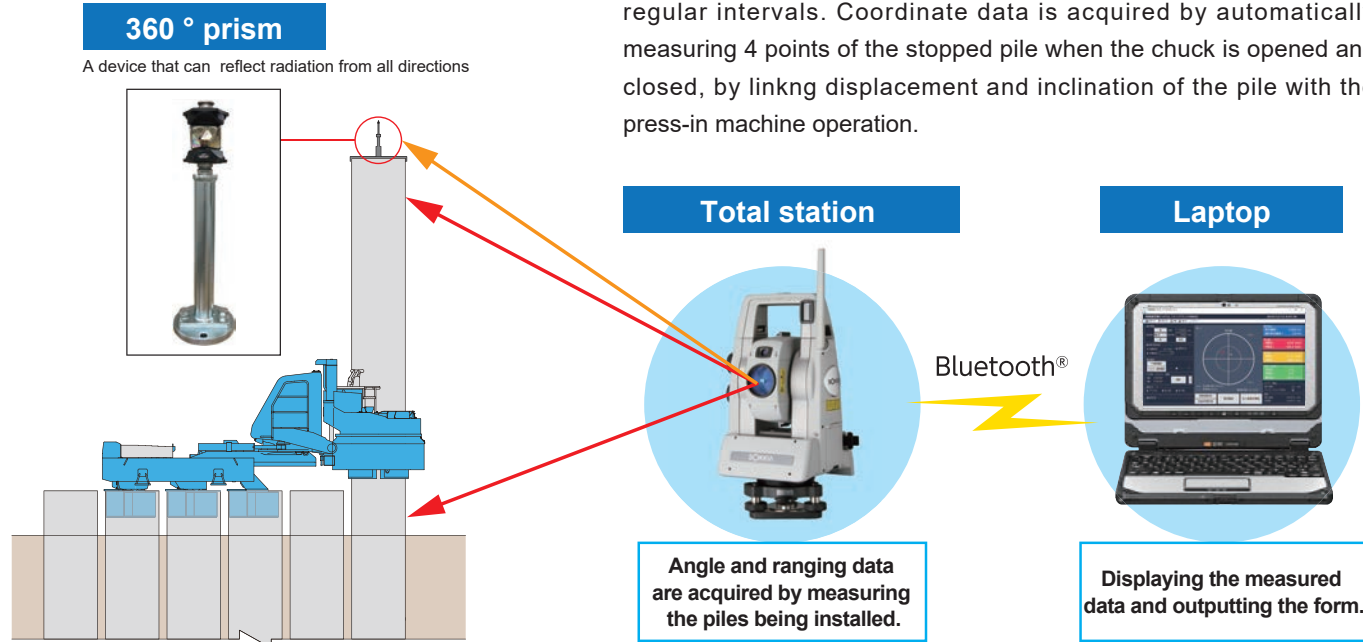 360 ° prism
A device that can reflect radiation from all directions
regular intervals. Coordinate data is acquired by automaticall
measuring 4 points of the stopped pile when the chuck is opened an
closed, by linkng displacement and inclination of the pile with the
press-in machine operation.
Total station
Laptop
Bluetooth®
SOKKIA
Angle and ranging data
are acquired by measuring
the piles being installed.
Displaying the measured
data and outputting the form.